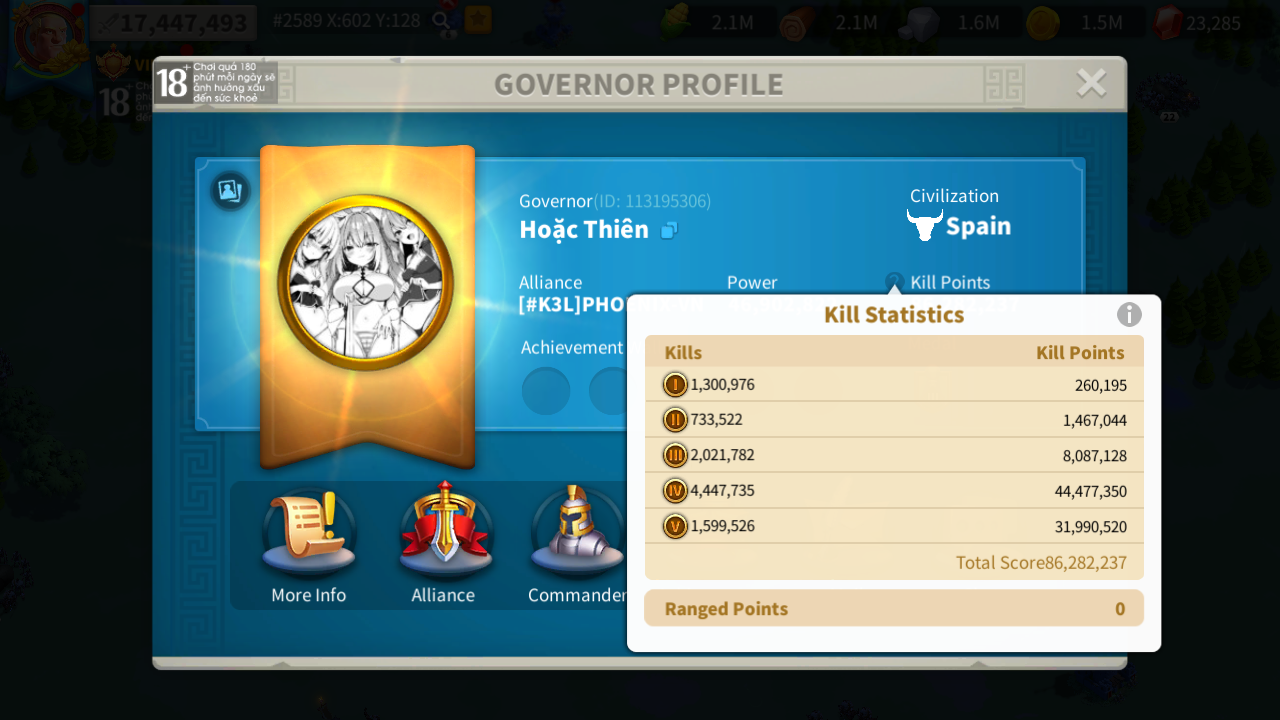 17,447,493
#2589 X:602 Y:128
2.1M
2.1M
1.6M
1.5M
23,285
18+
Chơi quá 180
phút mỗi ngày sẽ
ảnh hưởng xấu
đến sức khoẻ
GOVERNOR PROFILE
18
Governor(ID: 113195306)
Hoặc Thiên
Civilization
Spain
Alliance
Power
Kill Points
[#K3L]PHO
Kill Statistics
Achievement
Kills
Kill Points
I 1,300,976
260,195
II 733,522
1,467,044
III 2,021,782
8,087,128
IV 4,447,735
44,477,350
V 1,599,526
31,990,520
Total Score86,282,237
Ranged Points
0
More Info
Alliance
Commander